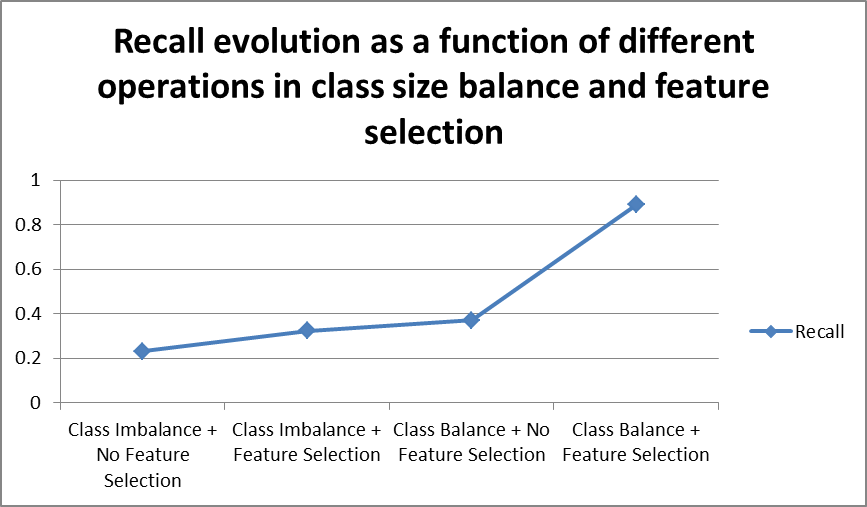 Recall evolution as a function of different
operations in class size balance and feature
selection
1
0.8
0.6
0.4
0.2
0
Class Imbalance +
No Feature
Selection
Class Imbalance +
Feature Selection
Class Balance + No
Feature Selection
Class Balance +
Feature Selection
Recall